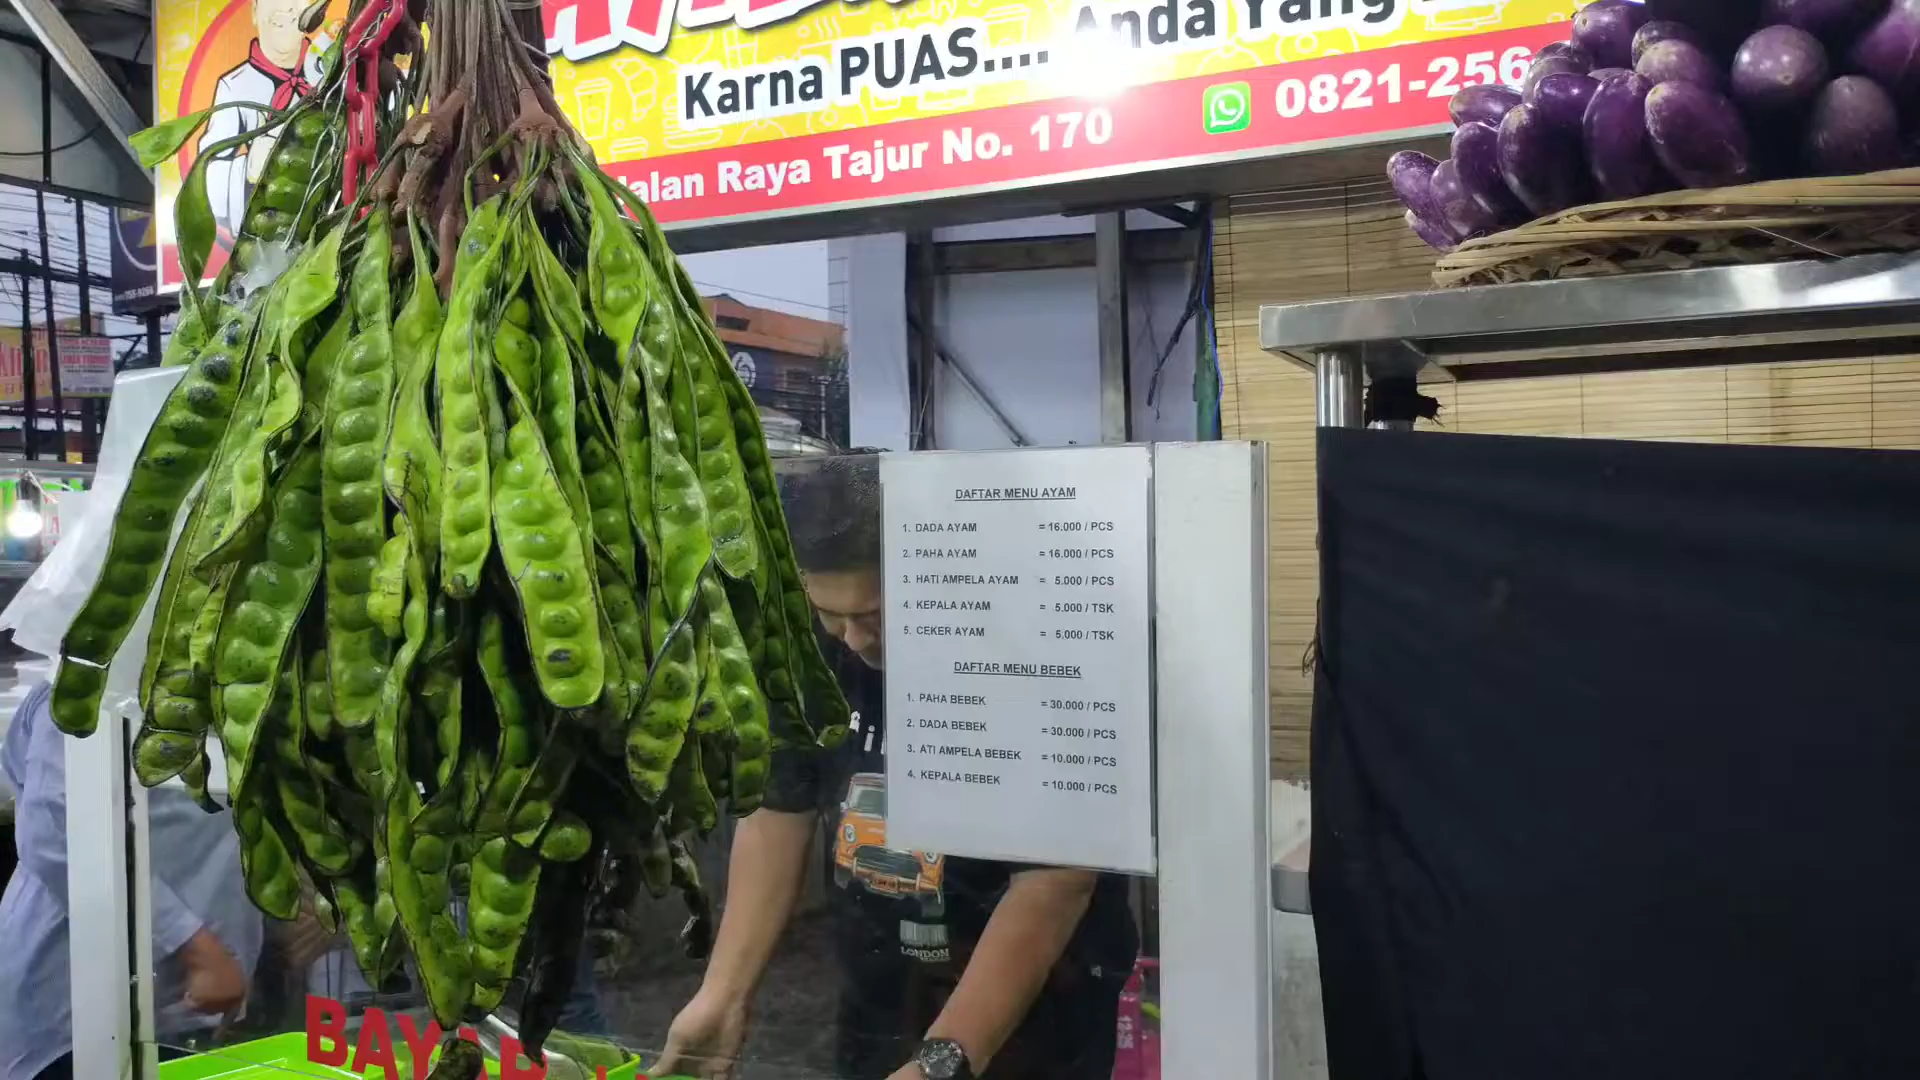 Karna PUAS.... Anda Yang
Jalan Raya Tajur No. 170
0821-256
DAFTAR MENU AYAM
1. DADA AYAM = 16.000 / PCS
2. PAHA AYAM = 16.000 / PCS
3. HATI AMPELA AYAM = 5.000 / PCS
4. KEPALA AYAM = 5.000 / TSK
5. CEKER AYAM = 5.000 / TSK
DAFTAR MENU BEBEK
1. PAHA BEBEK = 30.000 / PCS
2. DADA BEBEK = 30.000 / PCS
3. ATI AMPELA BEBEK = 10.000 / PCS
4. KEPALA BEBEK = 10.000 / PCS
LONDON
BAYAR